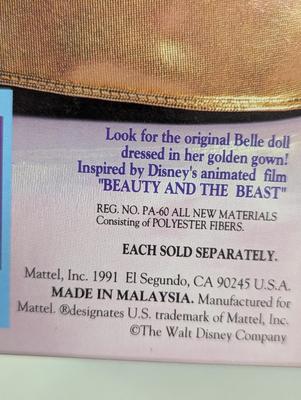 Look for the original Belle doll
dressed in her golden gown!
Inspired by Disney's animated film
"BEAUTY AND THE BEAST"
REG. NO. PA-60 ALL NEW MATERIALS
Consisting of POLYESTER FIBERS.
EACH SOLD SEPARATELY.
Mattel, Inc. 1991 El Segundo, CA 90245 U.S.A.
MADE IN MALAYSIA. Manufactured for
Mattel. ®designates U.S. trademark of Mattel, Inc.
©The Walt Disney Company